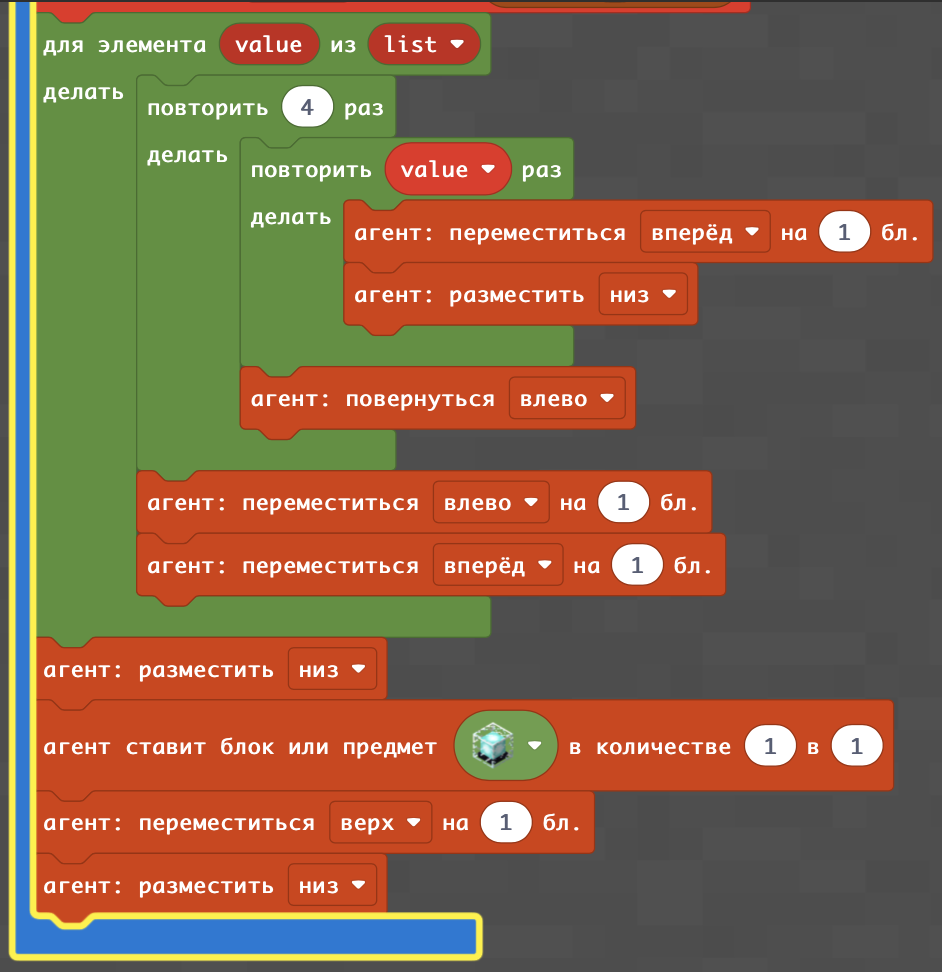 для элемента value из list
делать
повторить 4 раз
делать
повторить value раз
делать
агент: переместиться вперёд на 1 бл.
агент: разместить низ
агент: повернуться влево
агент: переместиться влево на 1 бл.
агент: переместиться вперёд на 1 бл.
агент: разместить низ
агент ставит блок или предмет в количестве 1 в 1
агент: переместиться верх на 1 бл.
агент: разместить низ